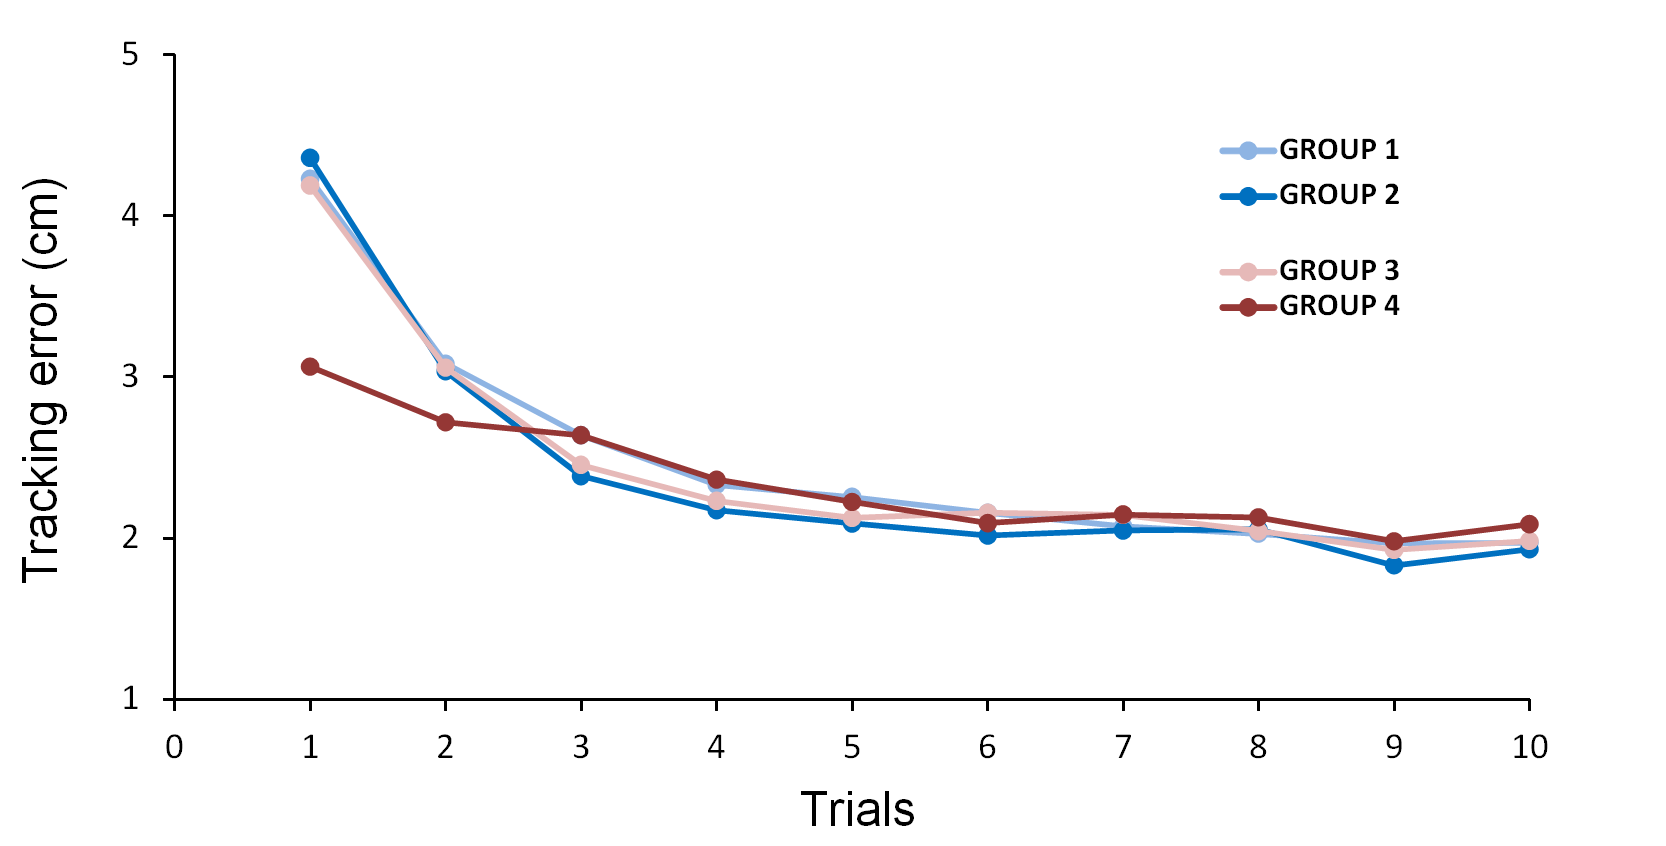 Tracking error (cm)
5
4
3
2
1
GROUP 1
GROUP 2
GROUP 3
GROUP 4
0 1 2 3 4 5 6 7 8 9 10
Trials